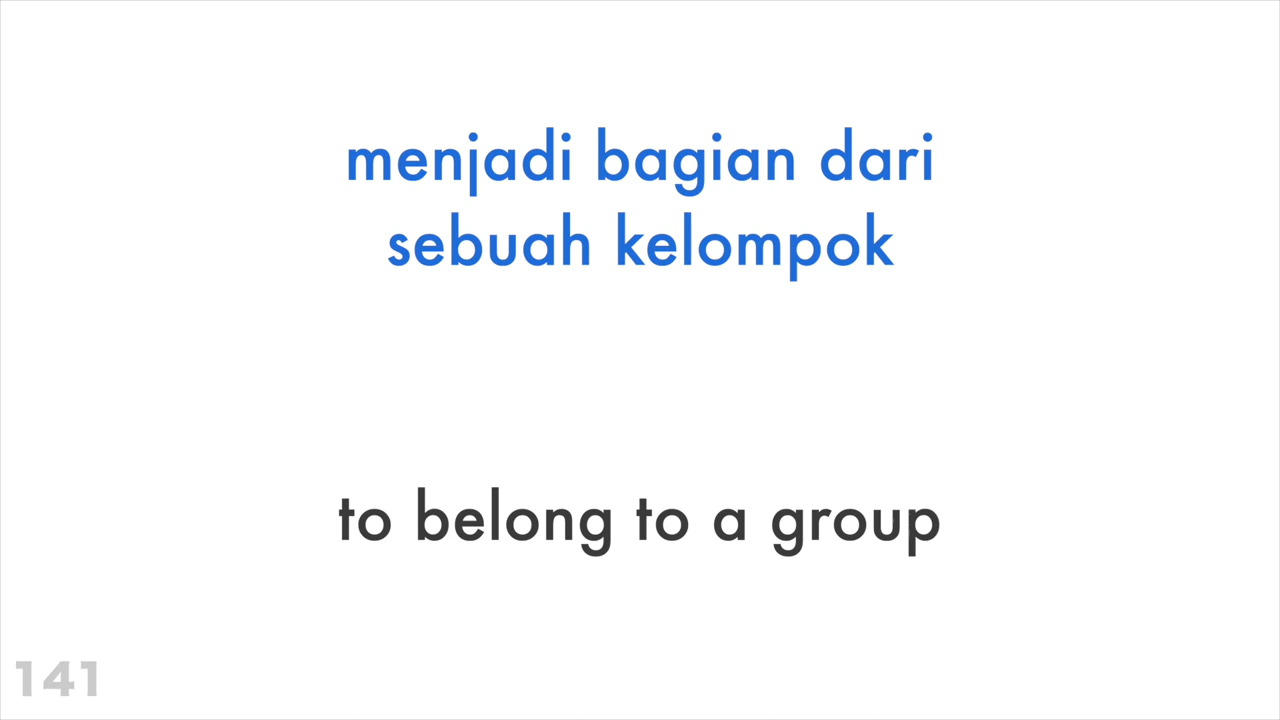 menjadi bagian dari
sebuah kelompok
to belong to a group
141